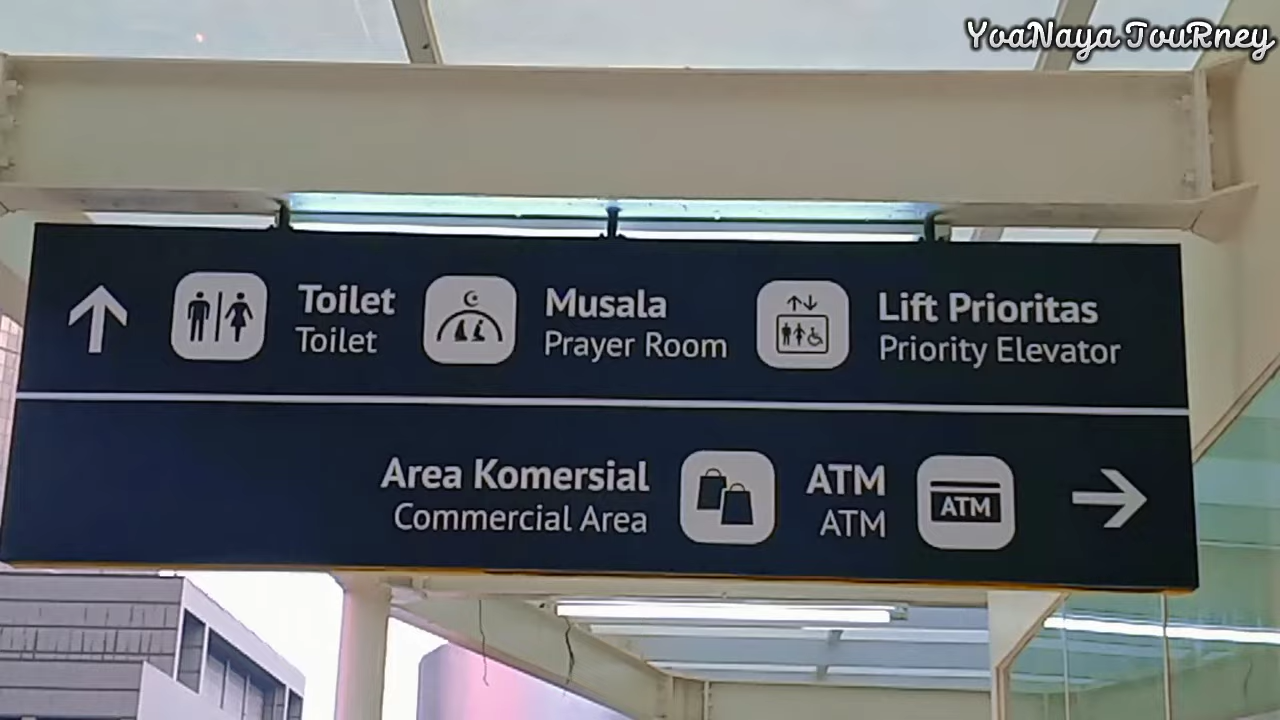 YoaNaya TouRney
Toilet
Toilet
Musala
Prayer Room
Lift Prioritas
Priority Elevator
Area Komersial
Commercial Area
ATM
ATM
ATM